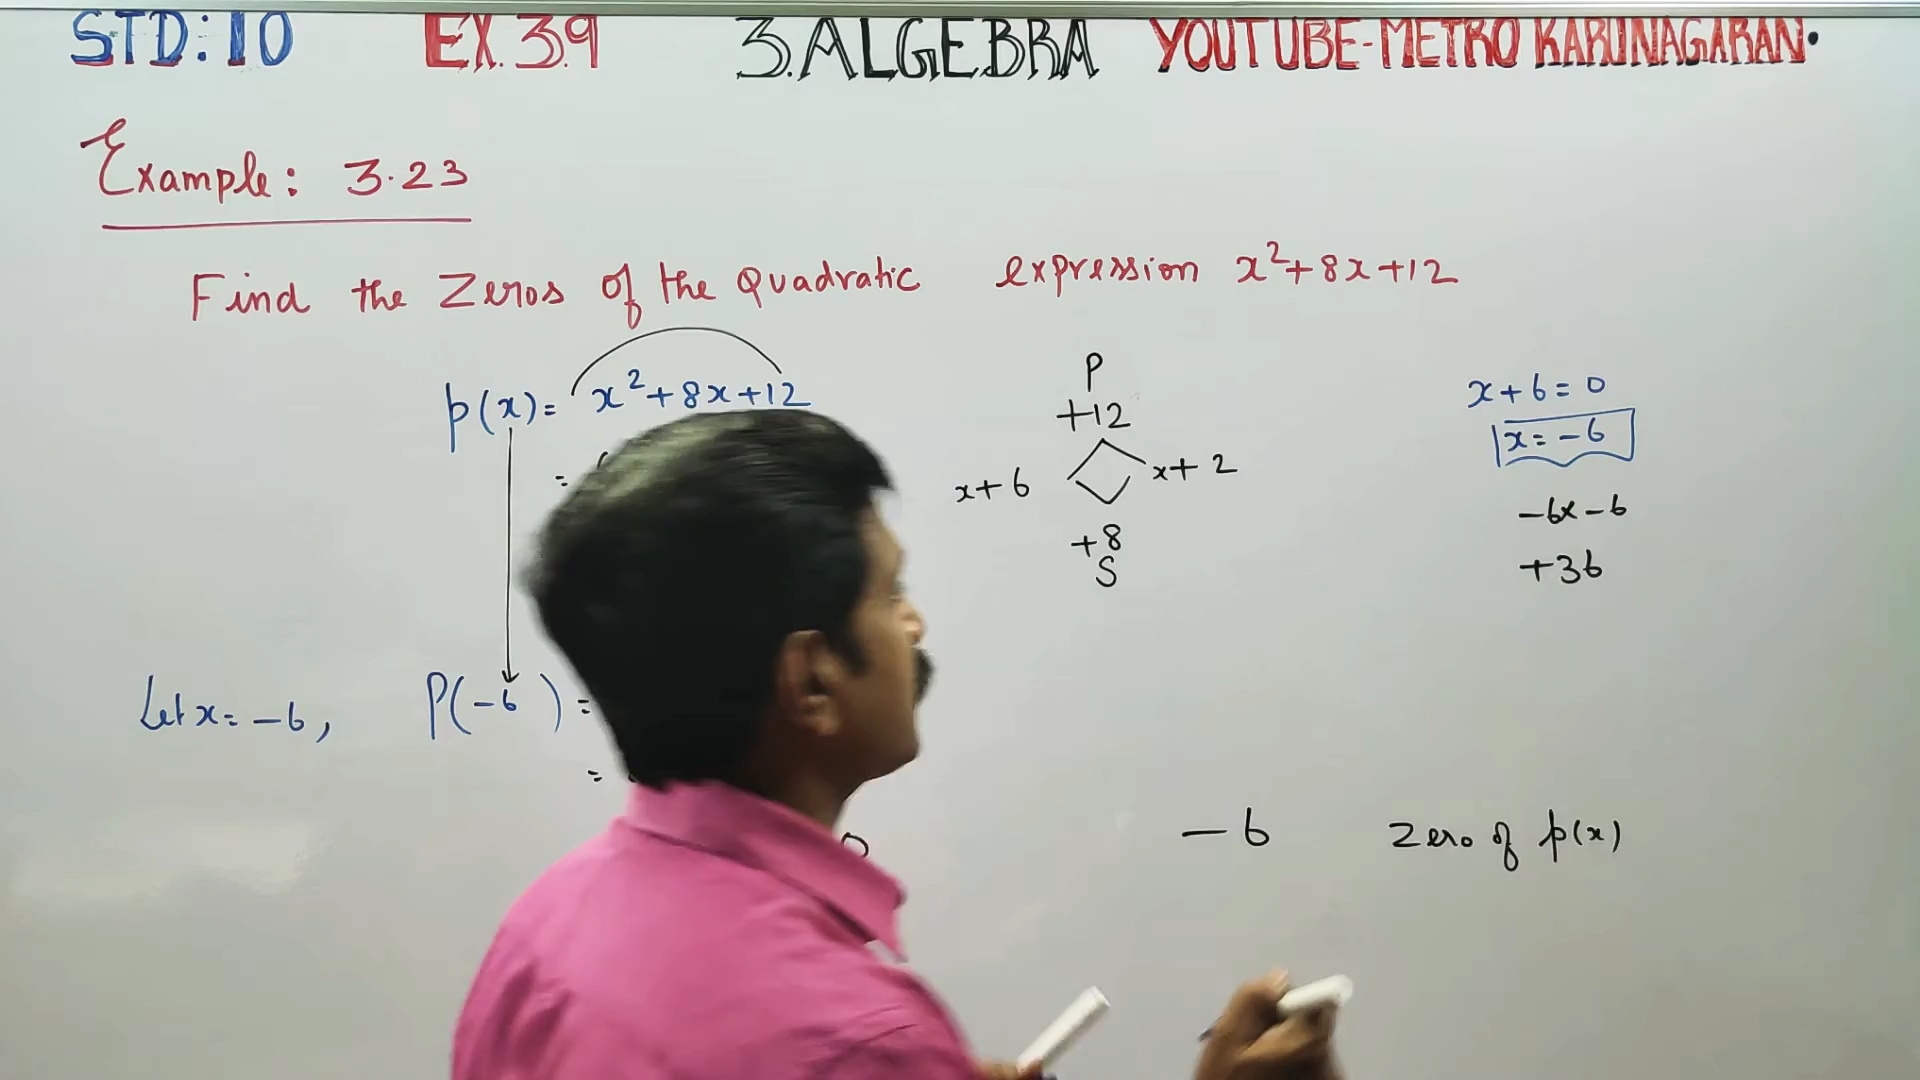 STD:10 EX.3.9 3.ALGEBRA YOUTUBE-METRO KARUNAGARAN.
Example: 3.23
Find the Zeros of the Quadratic expression x²+8x+12
p(x)= x²+8x+12
=
P
+12
x+6 x+2
+8
S
x+6=0
x=-6
-6x-6
+36
Let x=-6, P(-6)=
=
0
-6 Zero of p(x)